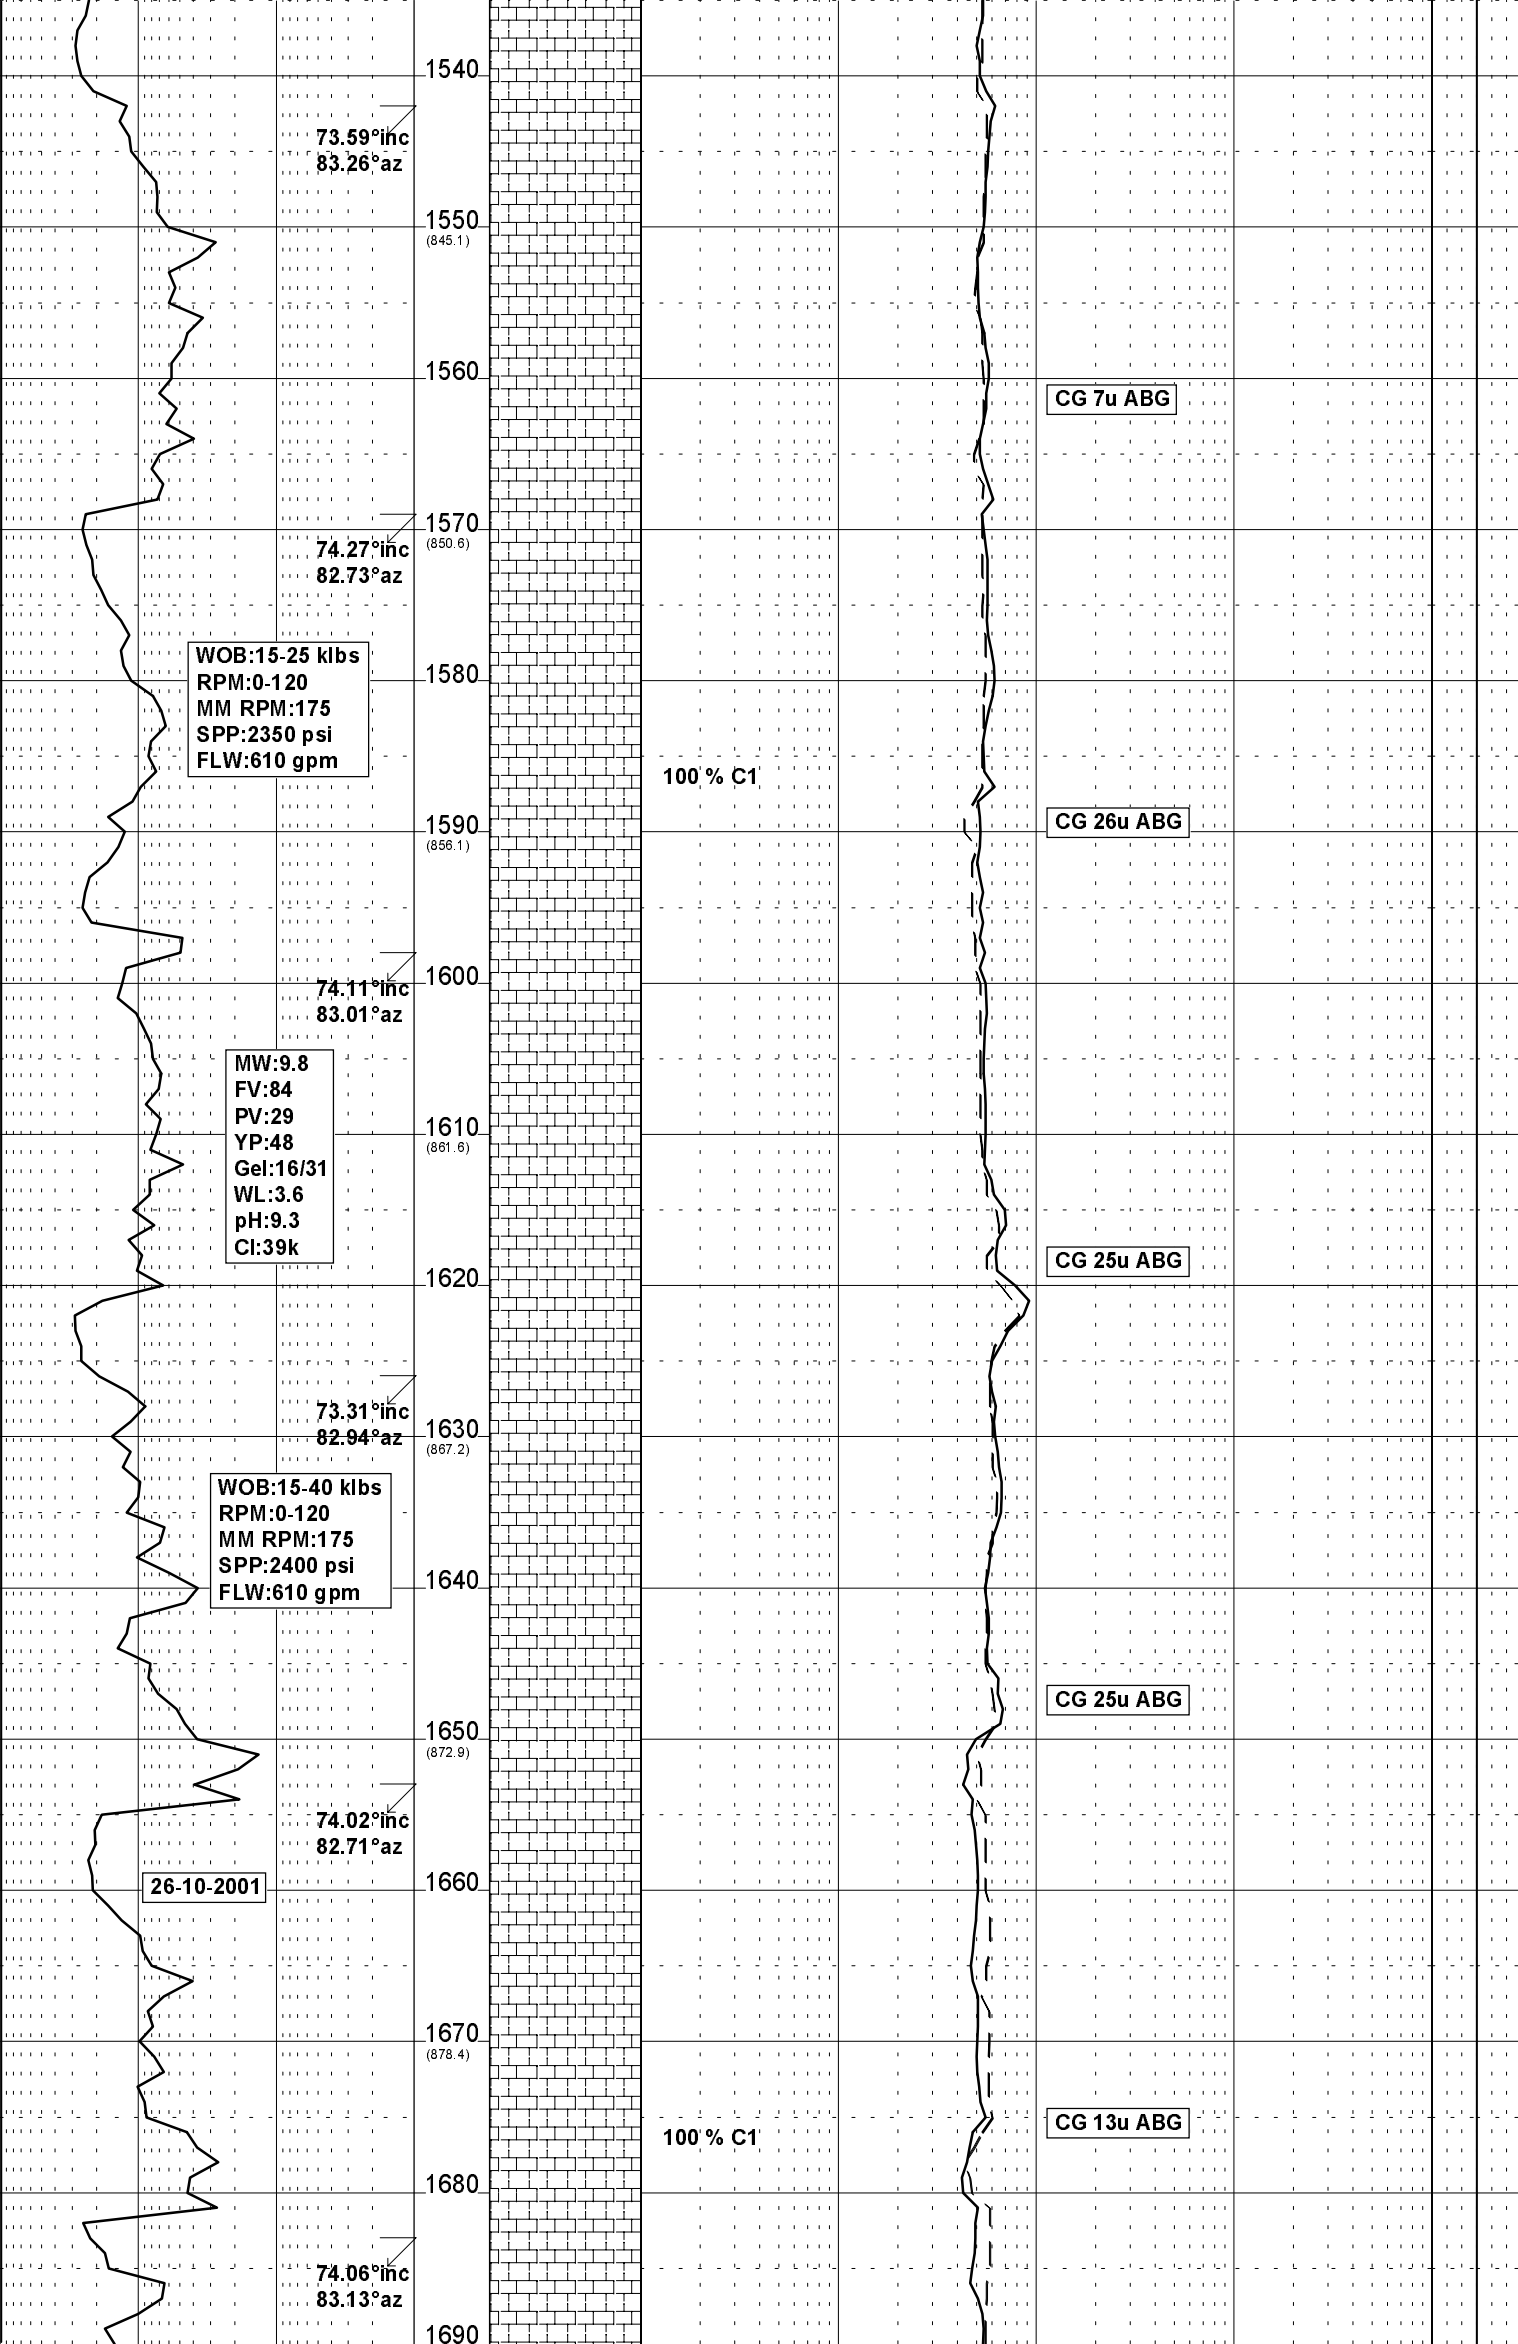 1540
73.59°inc
83.26°az
1550
(845.1)
1560
CG 7u ABG
1570
(850.6)
74.27°inc
82.73°az
WOB:15-25 klbs
RPM:0-120
MM RPM:175
SPP:2350 psi
FLW:610 gpm
1580
100 % C1
1590
(856.1)
CG 26u ABG
1600
74.11°inc
83.01°az
MW:9.8
FV:84
PV:29
YP:48
Gel:16/31
WL:3.6
pH:9.3
Cl:39k
1610
(861.6)
CG 25u ABG
1620
73.31°inc
82.94°az
1630
(867.2)
WOB:15-40 klbs
RPM:0-120
MM RPM:175
SPP:2400 psi
FLW:610 gpm
1640
CG 25u ABG
1650
(872.9)
74.02°inc
82.71°az
26-10-2001
1660
1670
(878.4)
CG 13u ABG
100 % C1
1680
74.06°inc
83.13°az
1690